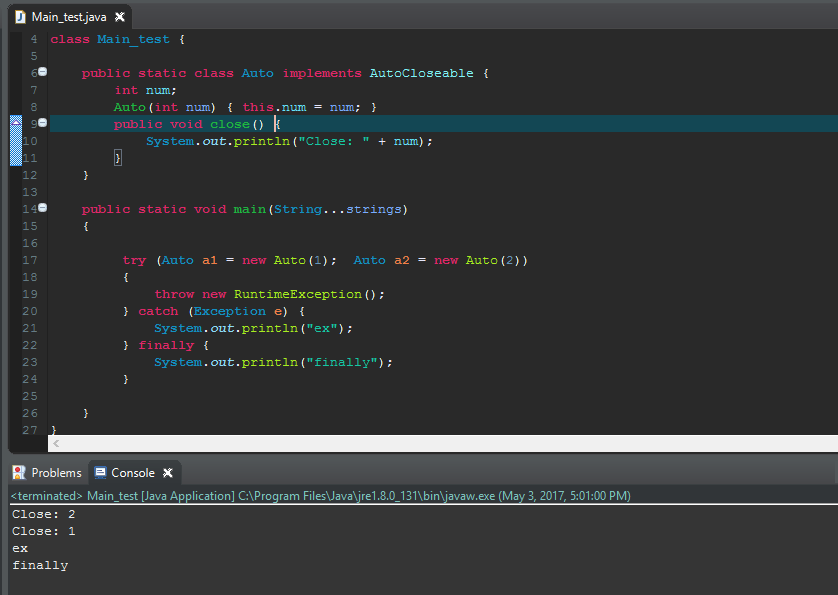 Main_test.java
4 class Main_test {
5
6 public static class Auto implements AutoCloseable {
7 int num;
8 Auto(int num) { this.num = num; }
9 public void close() {
10 System.out.println("Close: " + num);
11 }
12 }
13
14 public static void main(String...strings)
15 {
16
17 try (Auto a1 = new Auto(1);  Auto a2 = new Auto(2))
18 {
19 throw new RuntimeException();
20 } catch (Exception e) {
21 System.out.println("ex");
22 } finally {
23 System.out.println("finally");
24 }
25
26 }
27 }
Problems Console
<terminated> Main_test [Java Application] C:\Program Files\Java\jre1.8.0_131\bin\javaw.exe (May 3, 2017, 5:01:00 PM)
Close: 2
Close: 1
ex
finally